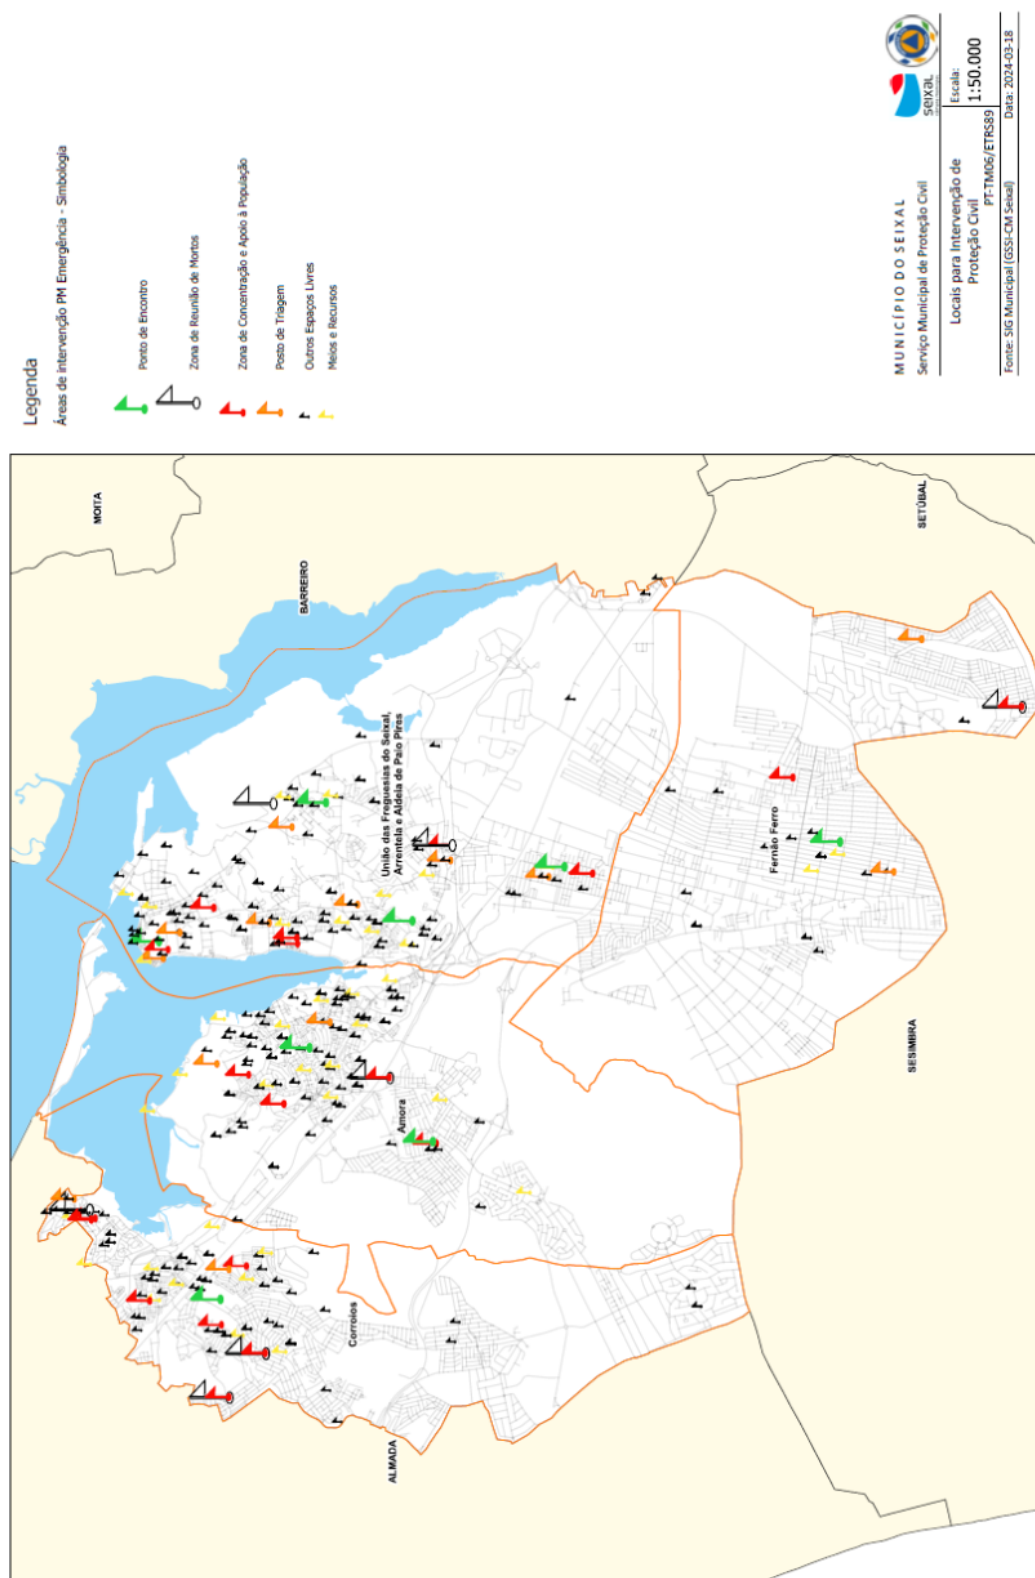 Legenda
Áreas de intervenção PM Emergência - Simbologia
Ponto de Encontro
Zona de Reunião de Mortos
Zona de Concentração e Apoio à População
Posto de Triagem
Outros Espaços Livres
Meios e Recursos
seixal
MUNICÍPIO DO SEIXAL
Serviço Municipal de Proteção Civil
Locais para Intervenção de
Proteção Civil
PT-TM06/ETRS89
Escala:
1:50.000
Fonte: SIG Municipal (GSSI-CM Seixal)
Data: 2024-03-18
MOITA
BARREIRO
SETÚBAL
União das Freguesias do Seixal,
Arrentela e Aldeia de Paio Pires
Fernão Ferro
SESIMBRA
Amora
Corroios
ALMADA